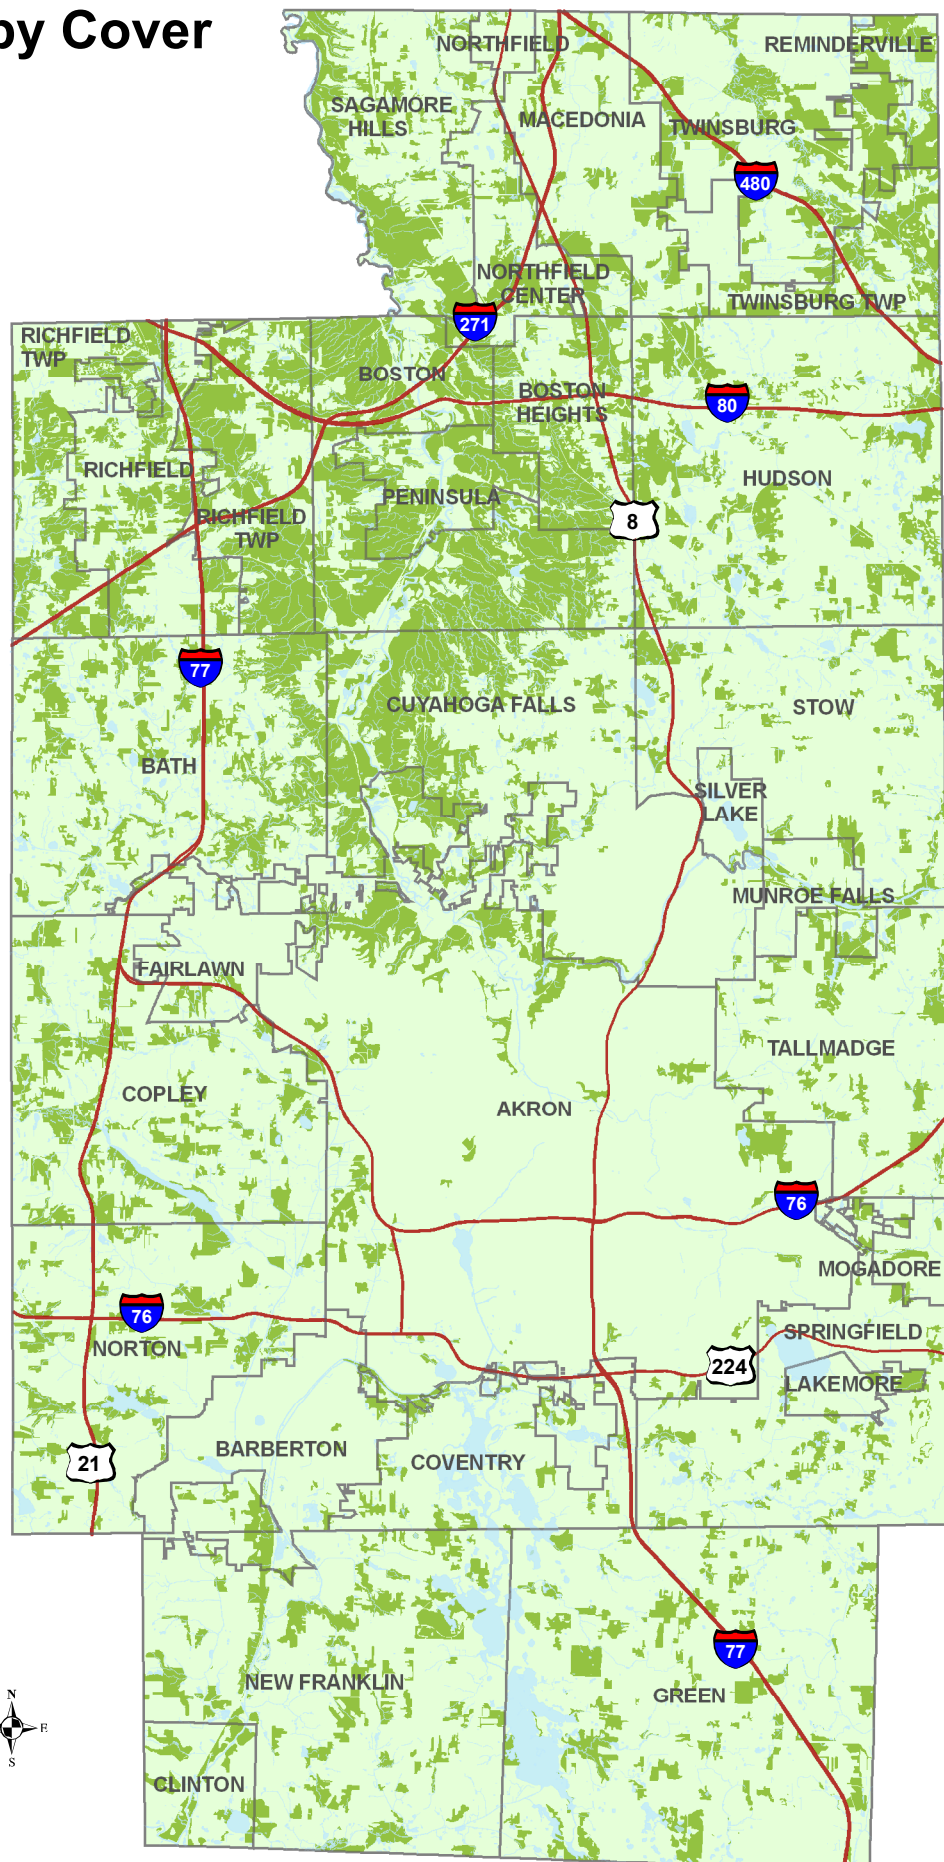 by Cover
NORTHFIELD
REMINDERVILLE
SAGAMORE
HILLS
MACEDONIA
TWINSBURG
480
NORTHFIELD
CENTER
TWINSBURG TWP
271
RICHFIELD
TWP
BOSTON
BOSTON
HEIGHTS
80
RICHFIELD
HUDSON
PENINSULA
RICHFIELD
TWP
8
77
CUYAHOGA FALLS
STOW
BATH
SILVER
LAKE
MUNROE FALLS
FAIRLAWN
TALLMADGE
COPLEY
AKRON
76
MOGADORE
76
SPRINGFIELD
NORTON
224
LAKEMORE
BARBERTON
COVENTRY
21
77
NEW FRANKLIN
GREEN
N
E
S
CLINTON